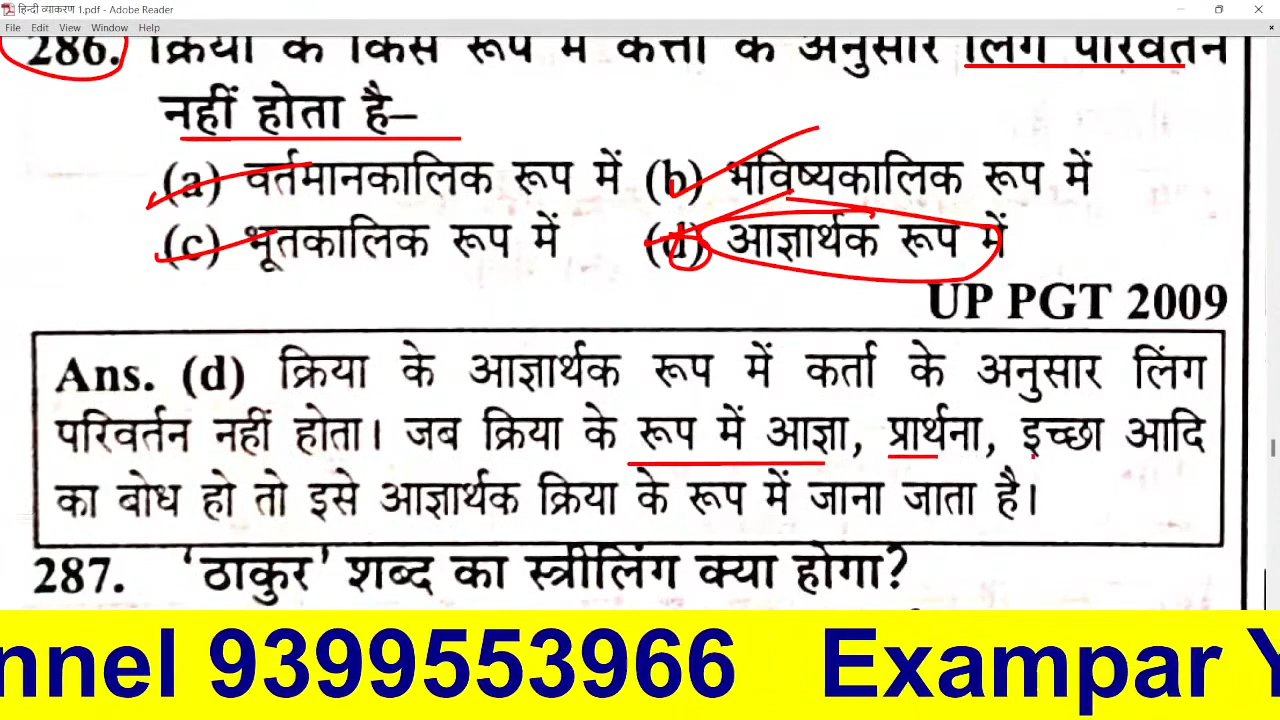 हिन्दी व्याकरण 1.pdf - Adobe Reader
File Edit View Window Help
286. क्रिया के किस रूप में कर्त्ता के अनुसार लिंग परिवर्तन
नहीं होता है–
(a) वर्तमानकालिक रूप में (b) भविष्यकालिक रूप में
(c) भूतकालिक रूप में (d) आज्ञार्थक रूप में
UP PGT 2009
Ans. (d) क्रिया के आज्ञार्थक रूप में कर्ता के अनुसार लिंग
परिवर्तन नहीं होता। जब क्रिया के रूप में आज्ञा, प्रार्थना, इच्छा आदि
का बोध हो तो इसे आज्ञार्थक क्रिया के रूप में जाना जाता है।
287. 'ठाकुर' शब्द का स्त्रीलिंग क्या होगा?
nnel 9399553966 Exampar Y